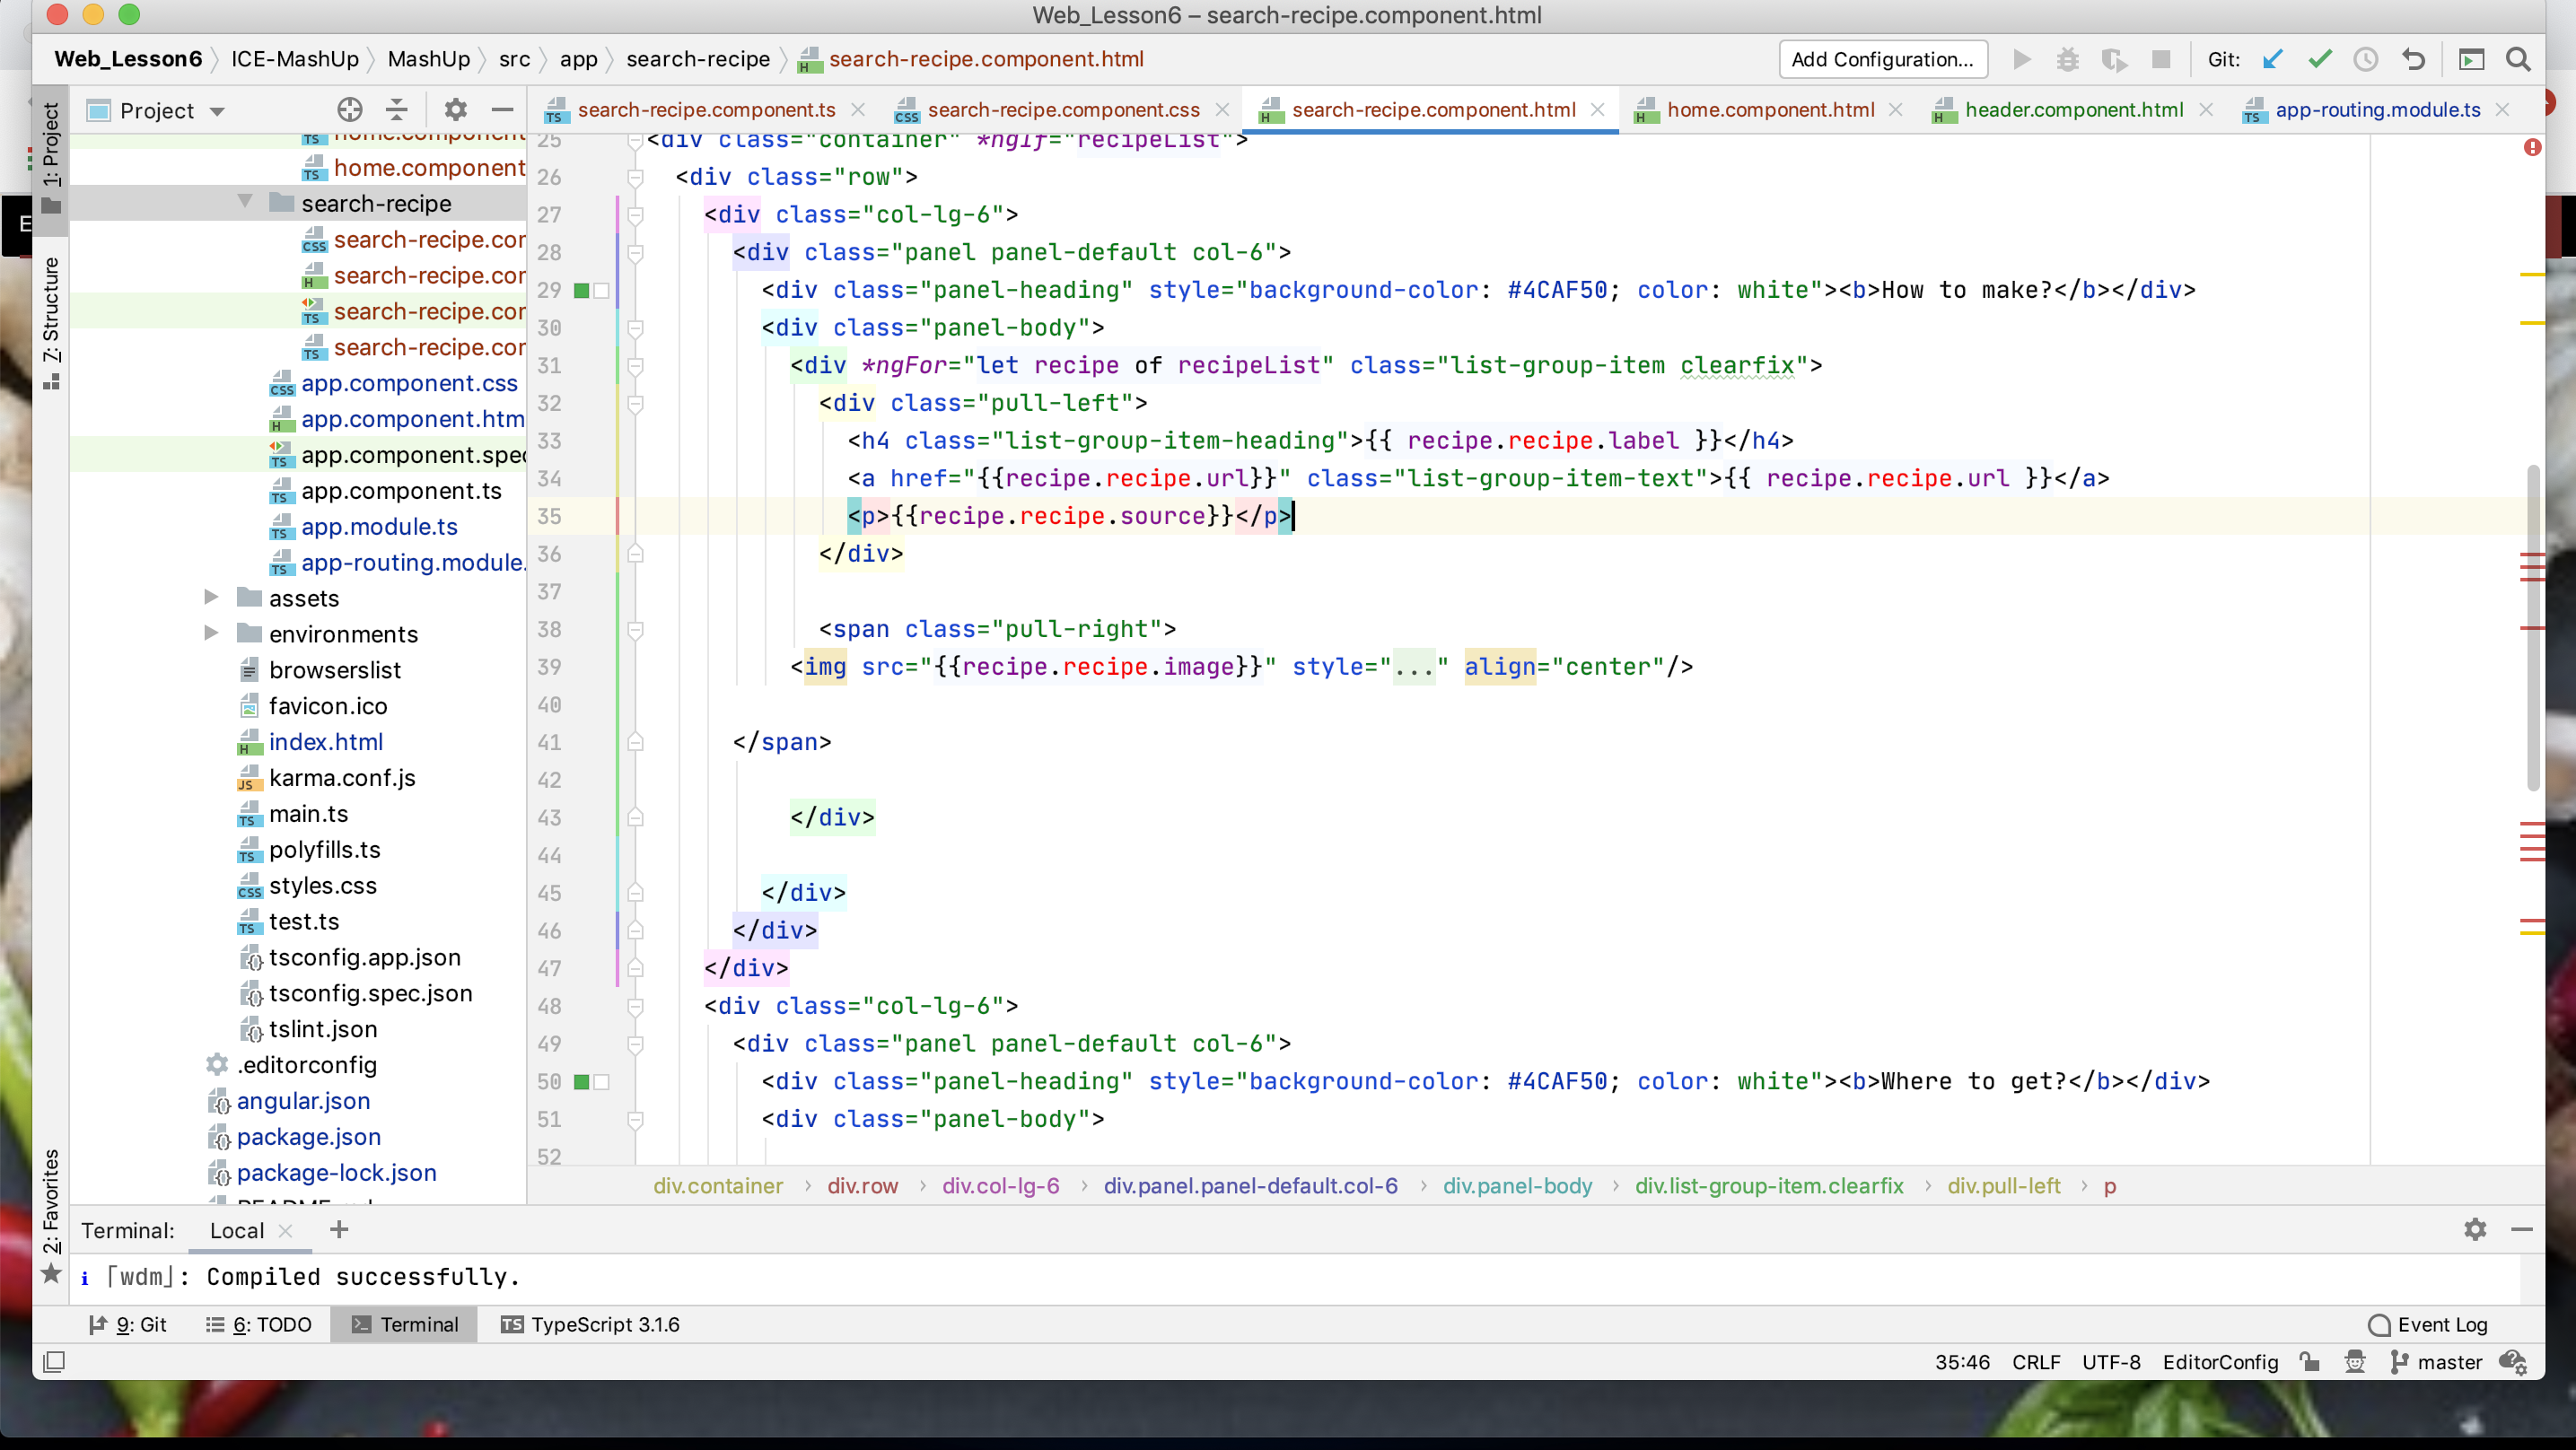 Web_Lesson6 – search-recipe.component.html
Web_Lesson6 ICE-MashUp MashUp src app search-recipe search-recipe.component.html
Add Configuration... Git:
1: Project
7: Structure
2: Favorites
Project
search-recipe.component.ts
search-recipe.component.css
search-recipe.component.html
home.component.html
header.component.html
app-routing.module.ts
home.component
home.component
search-recipe
search-recipe.cor
search-recipe.cor
search-recipe.cor
search-recipe.cor
app.component.css
app.component.htm
app.component.spec
app.component.ts
app.module.ts
app-routing.module.
assets
environments
browserslist
favicon.ico
index.html
karma.conf.js
main.ts
polyfills.ts
styles.css
test.ts
tsconfig.app.json
tsconfig.spec.json
tslint.json
.editorconfig
angular.json
package.json
package-lock.json
25 <div class="container" *ngIf="recipeList">
26 <div class="row">
27 <div class="col-lg-6">
28 <div class="panel panel-default col-6">
29 <div class="panel-heading" style="background-color: #4CAF50; color: white"><b>How to make?</b></div>
30 <div class="panel-body">
31 <div *ngFor="let recipe of recipeList" class="list-group-item clearfix">
32 <div class="pull-left">
33 <h4 class="list-group-item-heading">{{ recipe.recipe.label }}</h4>
34 <a href="{{recipe.recipe.url}}" class="list-group-item-text">{{ recipe.recipe.url }}</a>
35 <p>{{recipe.recipe.source}}</p>
36 </div>
37
38 <span class="pull-right">
39 <img src="{{recipe.recipe.image}}" style="..." align="center"/>
40
41 </span>
42
43 </div>
44
45 </div>
46 </div>
47 </div>
48 <div class="col-lg-6">
49 <div class="panel panel-default col-6">
50 <div class="panel-heading" style="background-color: #4CAF50; color: white"><b>Where to get?</b></div>
51 <div class="panel-body">
52
div.container › div.row › div.col-lg-6 › div.panel.panel-default.col-6 › div.panel-body › div.list-group-item.clearfix › div.pull-left › p
Terminal: Local
i ｢wdm｣: Compiled successfully.
9: Git 6: TODO Terminal TypeScript 3.1.6 Event Log
35:46 CRLF UTF-8 EditorConfig master